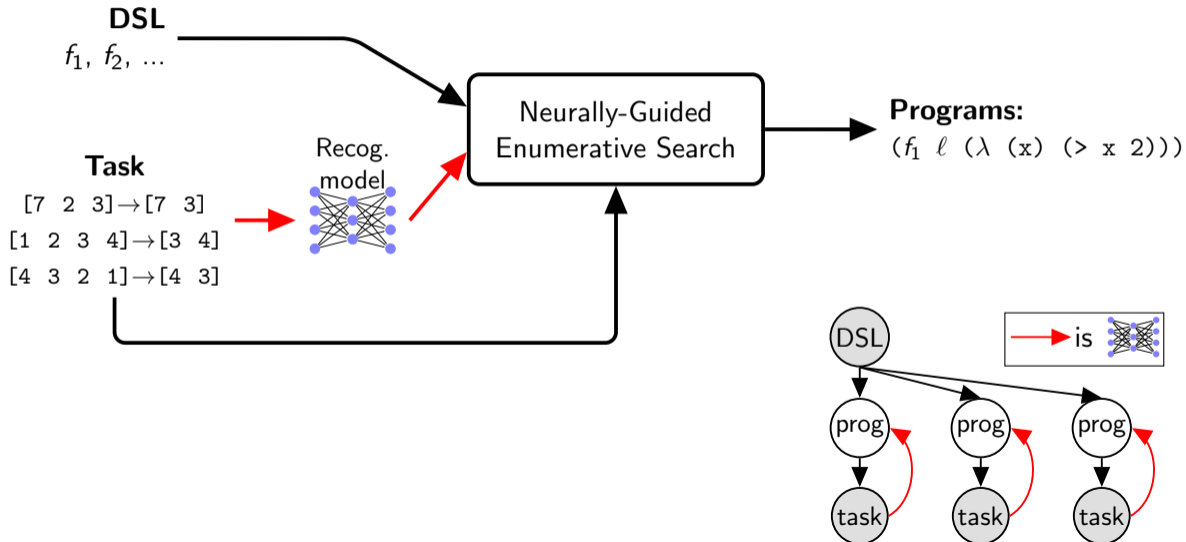 DSL
f₁, f₂, ...
Task
[7 2 3]→[7 3]
[1 2 3 4]→[3 4]
[4 3 2 1]→[4 3]
Recog.
model
Neurally-Guided
Enumerative Search
Programs:
(f₁ ℓ (λ (x) (> x 2)))
DSL
is
prog prog prog
task task task